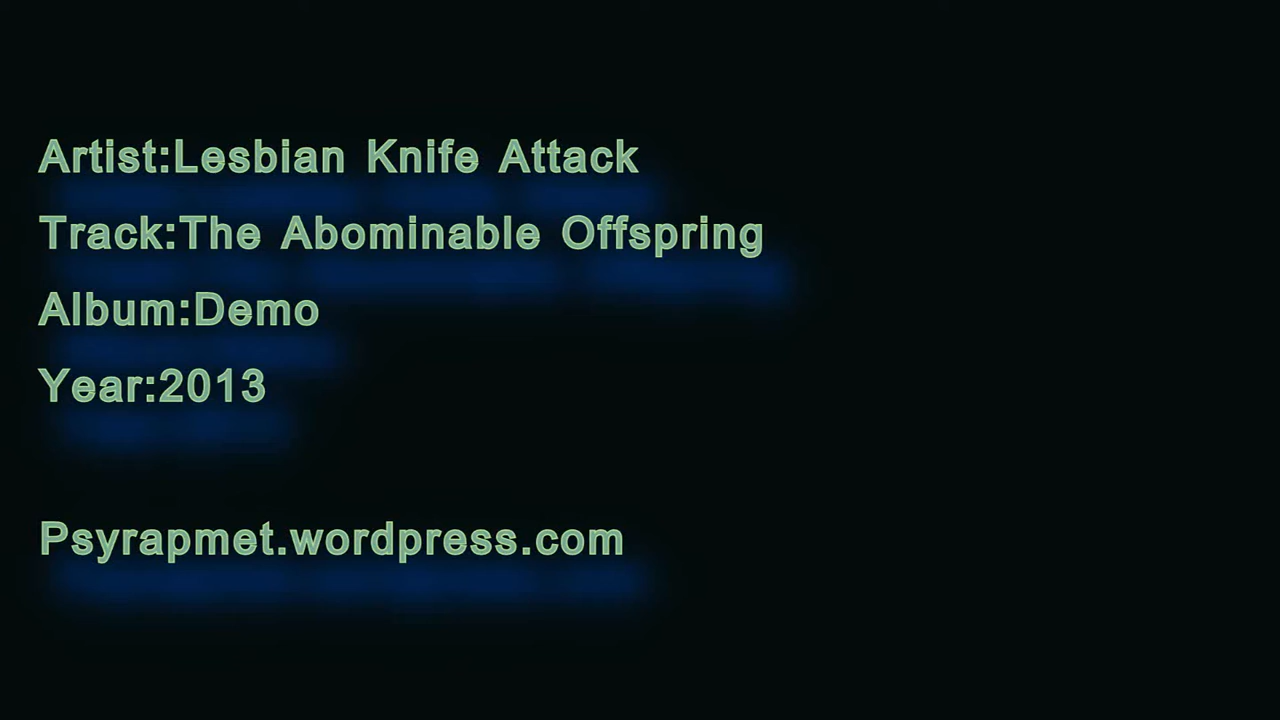 Artist:Lesbian Knife Attack
Track:The Abominable Offspring
Album:Demo
Year:2013
Psyrapmet.wordpress.com